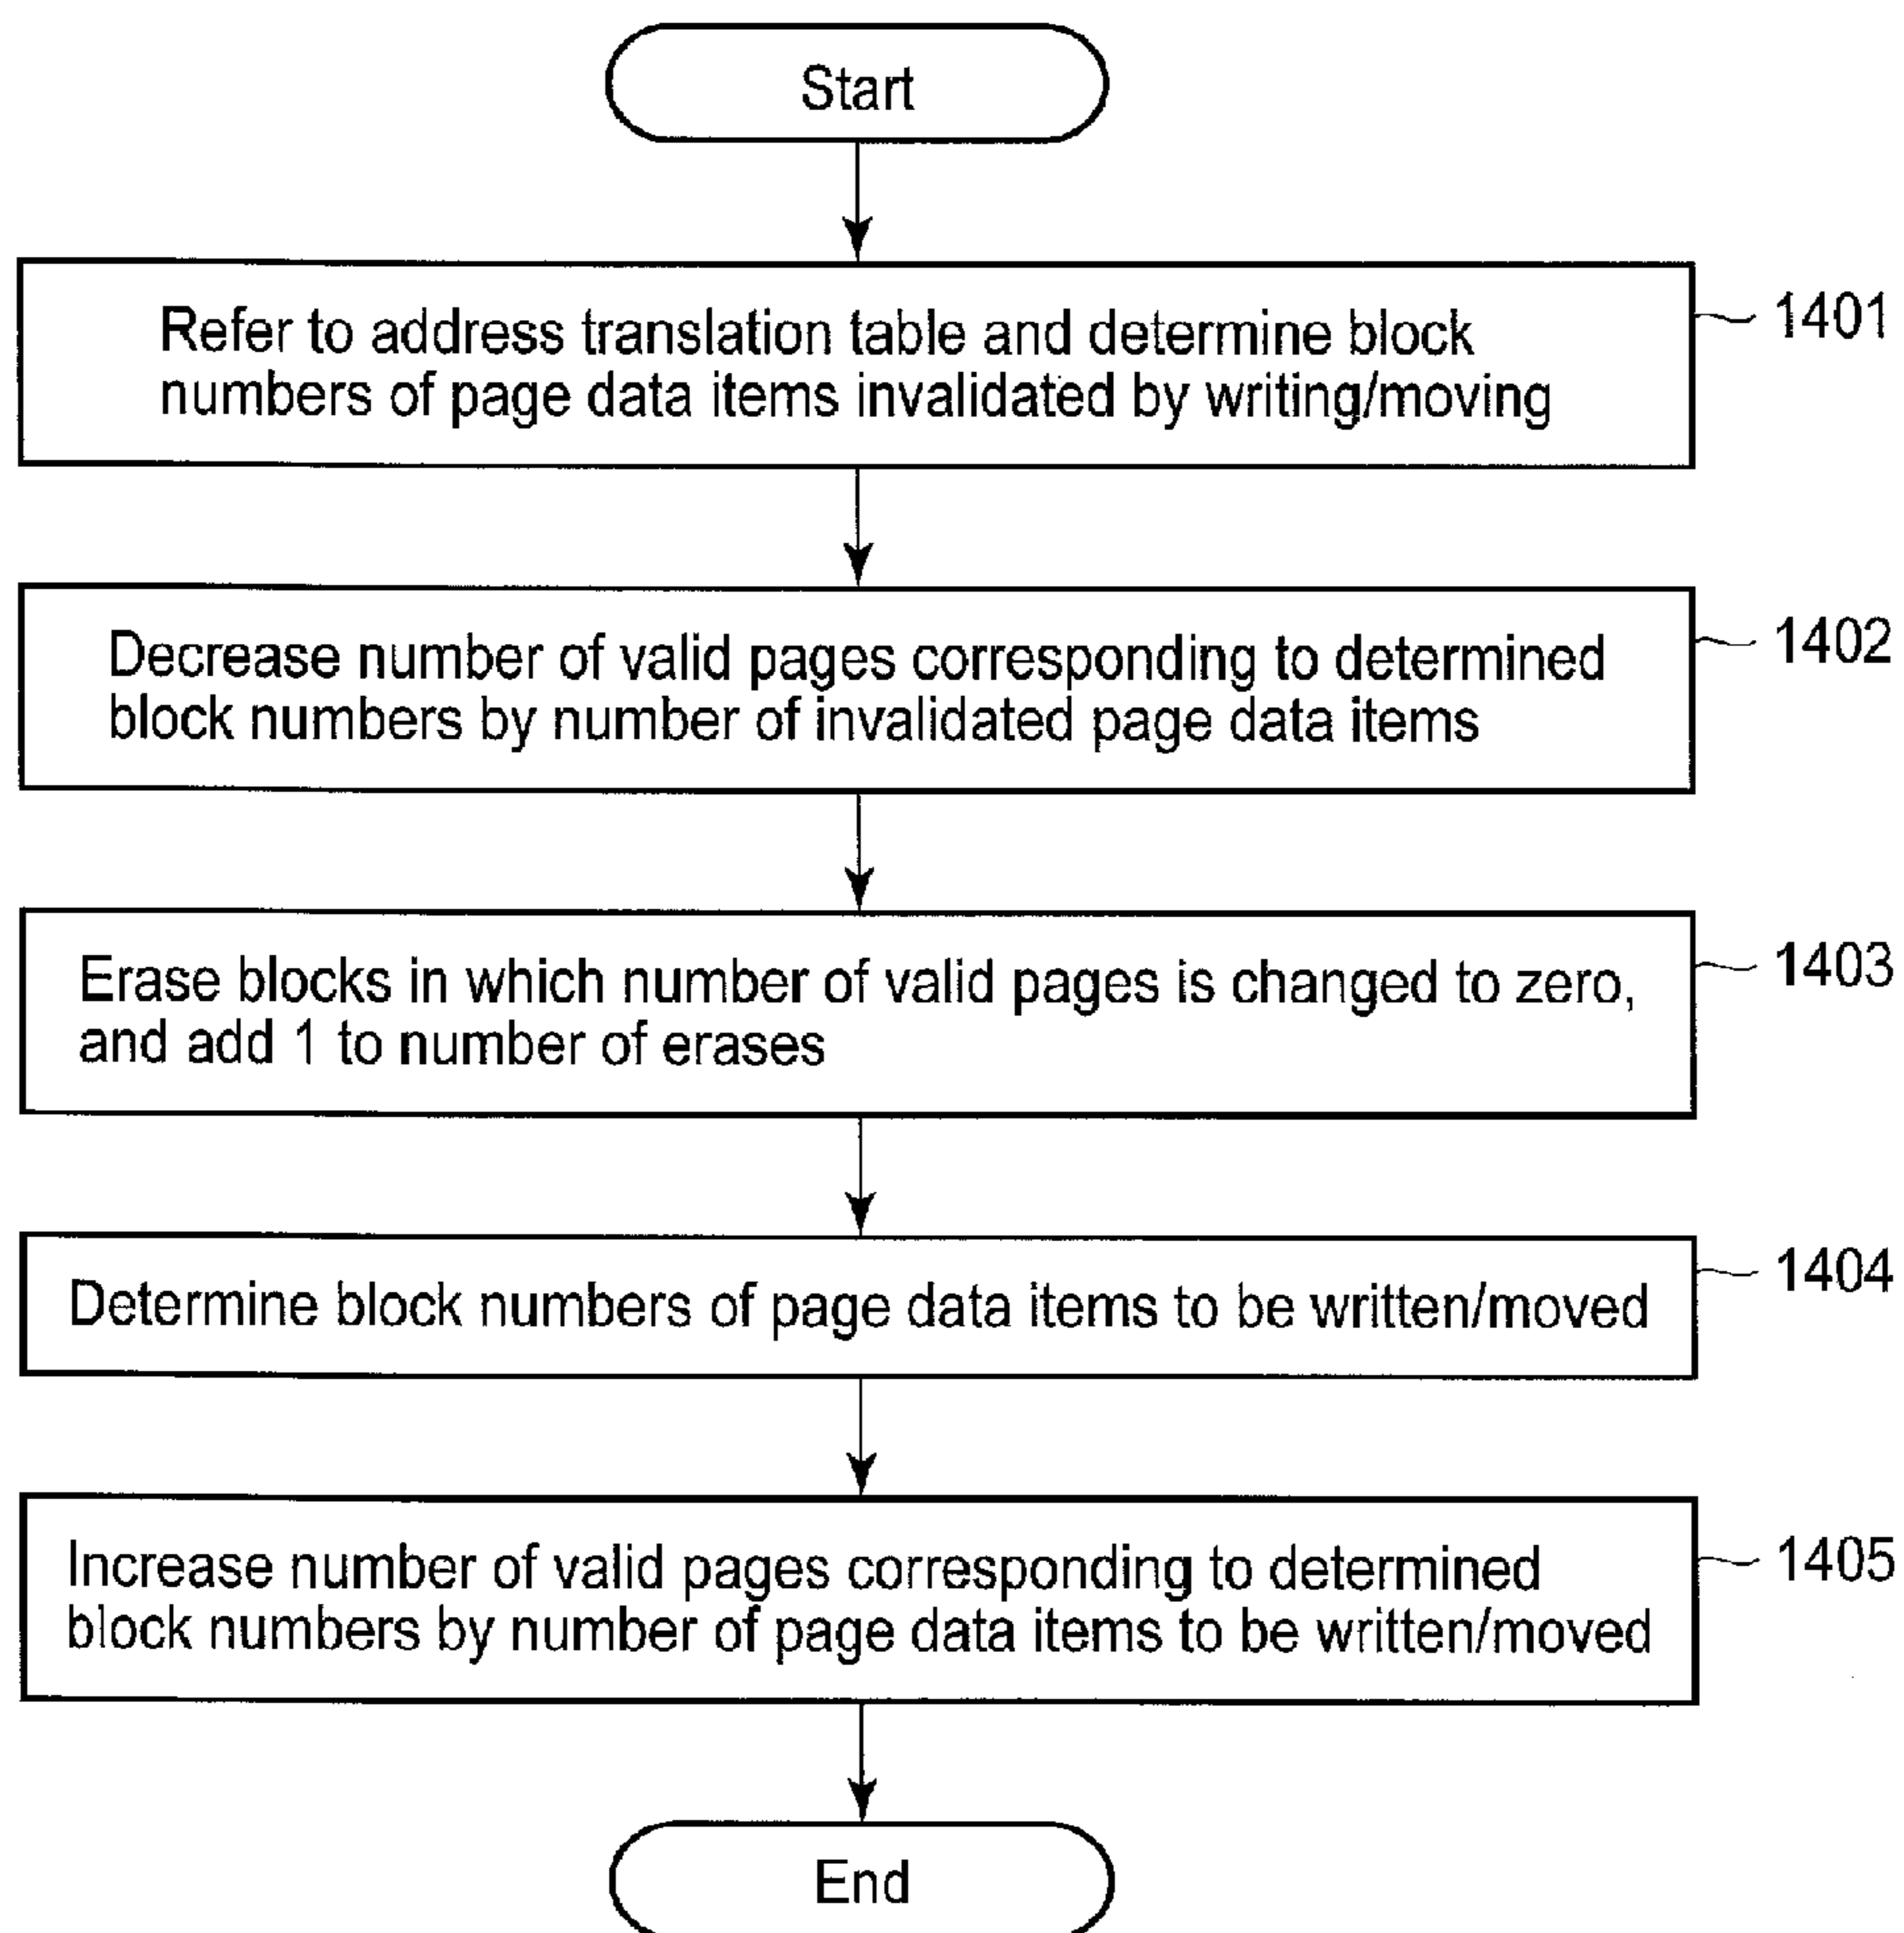 Start
Refer to address translation table and determine block
numbers of page data items invalidated by writing/moving
1401
Decrease number of valid pages corresponding to determined
block numbers by number of invalidated page data items
1402
Erase blocks in which number of valid pages is changed to zero,
and add 1 to number of erases
1403
Determine block numbers of page data items to be written/moved
1404
Increase number of valid pages corresponding to determined
block numbers by number of page data items to be written/moved
1405
End